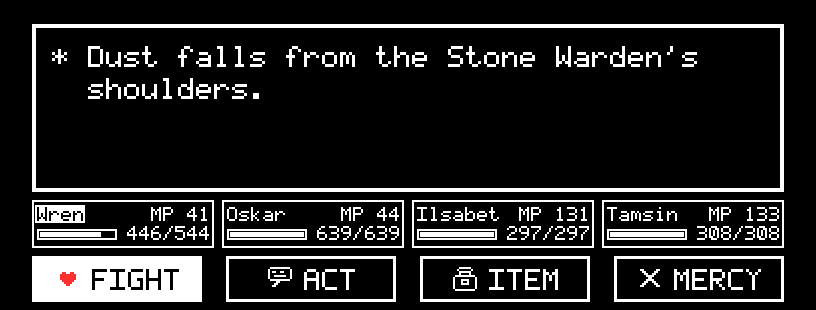 * Dust falls from the Stone Warden's
shoulders.
Wren MP 41 Oskar MP 44 Ilsabet MP 131 Tamsin MP 133
446/544 639/639 297/297 308/308
FIGHT ACT ITEM MERCY